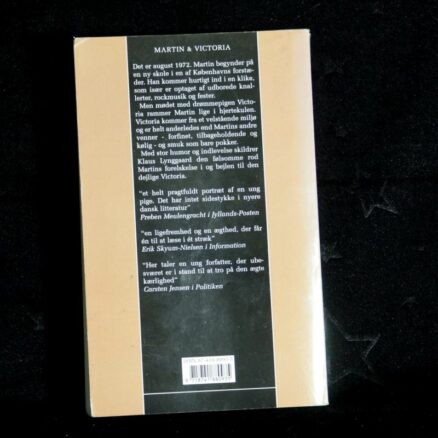 MARTIN & VICTORIA
Det er august 1972. Martin begynder på
en ny skole i en af Københavns forstæ-
der. Han kommer hurtigt ind i en klike,
som især er optaget af udborede knal-
lerter, rockmusik og fester.
Men mødet med drømmepigen Victo-
ria rammer Martin lige i hjertekulen.
Victoria kommer fra et velstående miljø
og er helt anderledes end Martins andre
venner - forfinet, tilbageholdende og
kølig - og smuk som bare pokker.
Med stor humor og indlevelse skildrer
Klaus Lynggaard den følsomme rod
Martins forelskelse i og bejlen til den
dejlige Victoria.
"et helt pragtfuldt portræt af en ung
pige. Det har intet sidestykke i nyere
dansk litteratur"
Preben Meulengracht i Jyllands-Posten
"en ligefremhed og en ægthed, der får
én til at læse i ét stræk"
Erik Skyum-Nielsen i Information
"Her taler en ung forfatter, der ube-
sværet er i stand til at tro på den ægte
kærlighed"
Carsten Jensen i Politiken